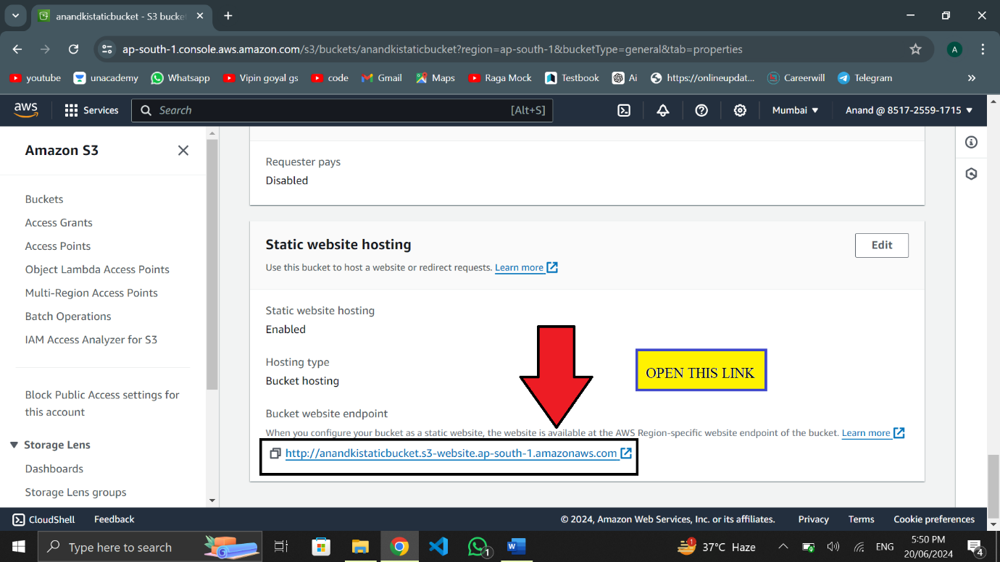 anandkistaticbucket - S3 bucke
ap-south-1.console.aws.amazon.com/s3/buckets/anandkistaticbucket?region=ap-south-1&bucketType=general&tab=properties
A
youtube unacademy Whatsapp Vipin goyal gs code Gmail Maps Raga Mock Testbook Ai https://onlineupdat... Careerwill Telegram
aws Services Search [Alt+S] Mumbai Anand @ 8517-2559-1715
Amazon S3
Buckets
Access Grants
Access Points
Object Lambda Access Points
Multi-Region Access Points
Batch Operations
IAM Access Analyzer for S3
Block Public Access settings for
this account
Storage Lens
Dashboards
Storage Lens groups
Requester pays
Disabled
Static website hosting
Edit
Use this bucket to host a website or redirect requests. Learn more
Static website hosting
Enabled
Hosting type
Bucket hosting
OPEN THIS LINK
Bucket website endpoint
When you configure your bucket as a static website, the website is available at the AWS Region-specific website endpoint of the bucket. Learn more
http://anandkistaticbucket.s3-website.ap-south-1.amazonaws.com
CloudShell Feedback © 2024, Amazon Web Services, Inc. or its affiliates. Privacy Terms Cookie preferences
Type here to search 1 1 37°C Haze ENG 5:50 PM
20/06/2024 4